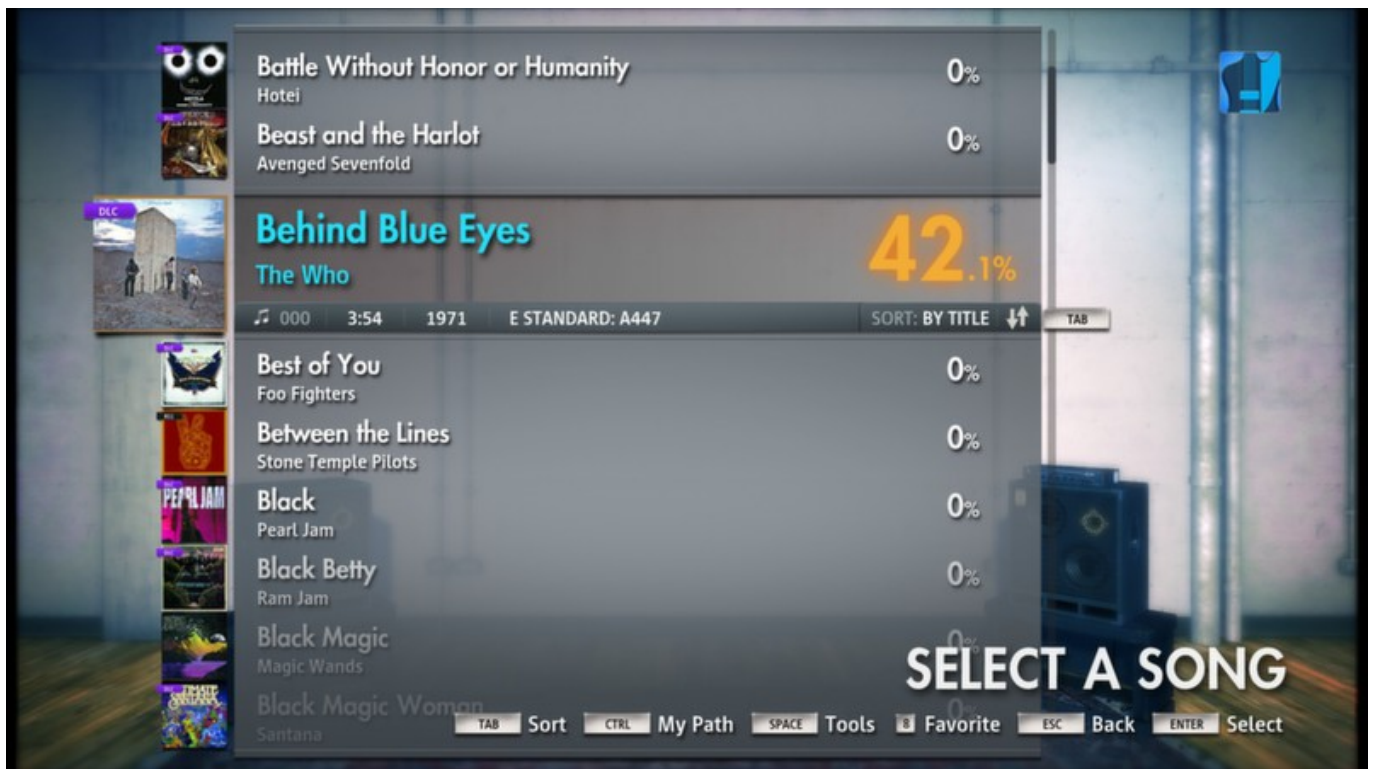 Battle Without Honor or Humanity 0%
Hotei
Beast and the Harlot 0%
Avenged Sevenfold
DLC
Behind Blue Eyes
The Who
42.1%
000 3:54 1971 E STANDARD: A447 SORT: BY TITLE TAB
Best of You 0%
Foo Fighters
Between the Lines 0%
Stone Temple Pilots
PEARL JAM
Black 0%
Pearl Jam
Black Betty 0%
Ram Jam
Black Magic 0%
Magic Wands
SELECT A SONG
Black Magic Woman 0%
Santana
TAB Sort CTRL My Path SPACE Tools 8 Favorite ESC Back ENTER Select